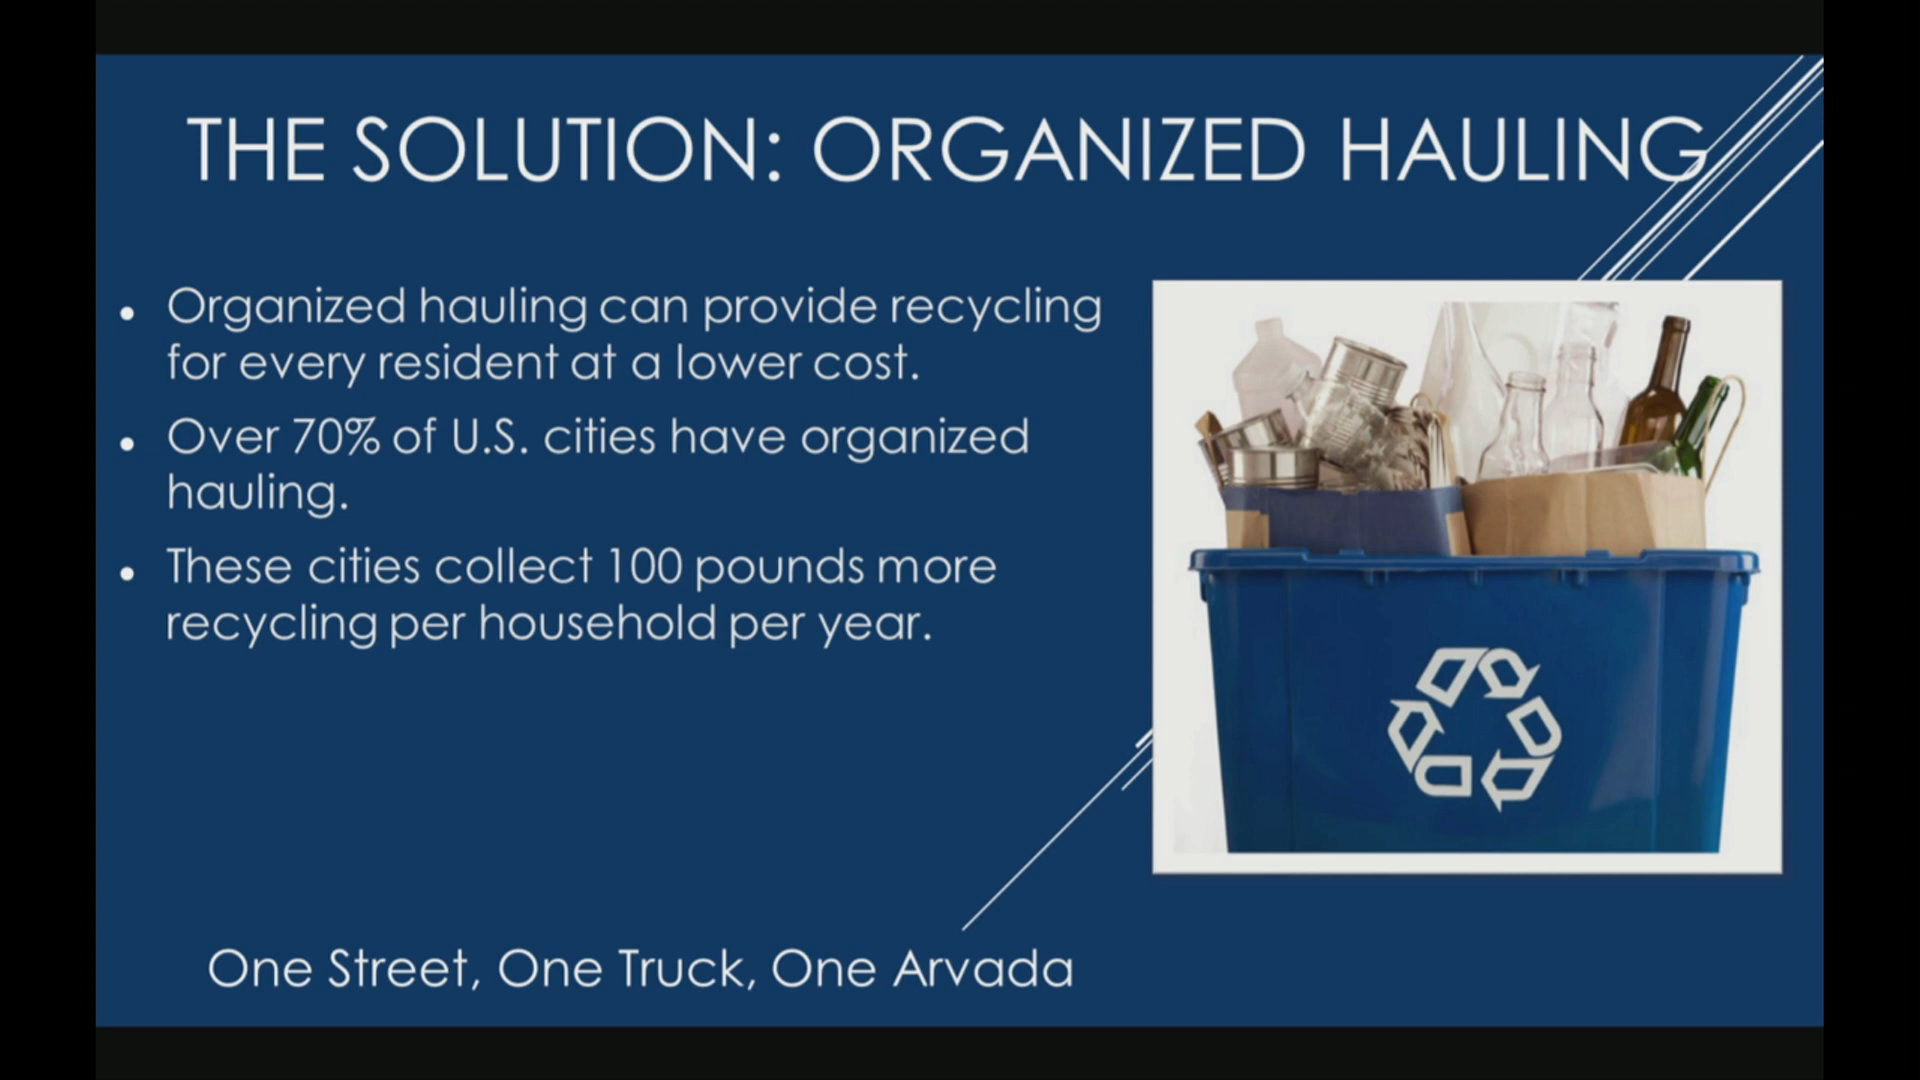 THE SOLUTION: ORGANIZED HAULING
• Organized hauling can provide recycling
for every resident at a lower cost.
• Over 70% of U.S. cities have organized
hauling.
• These cities collect 100 pounds more
recycling per household per year.
One Street, One Truck, One Arvada